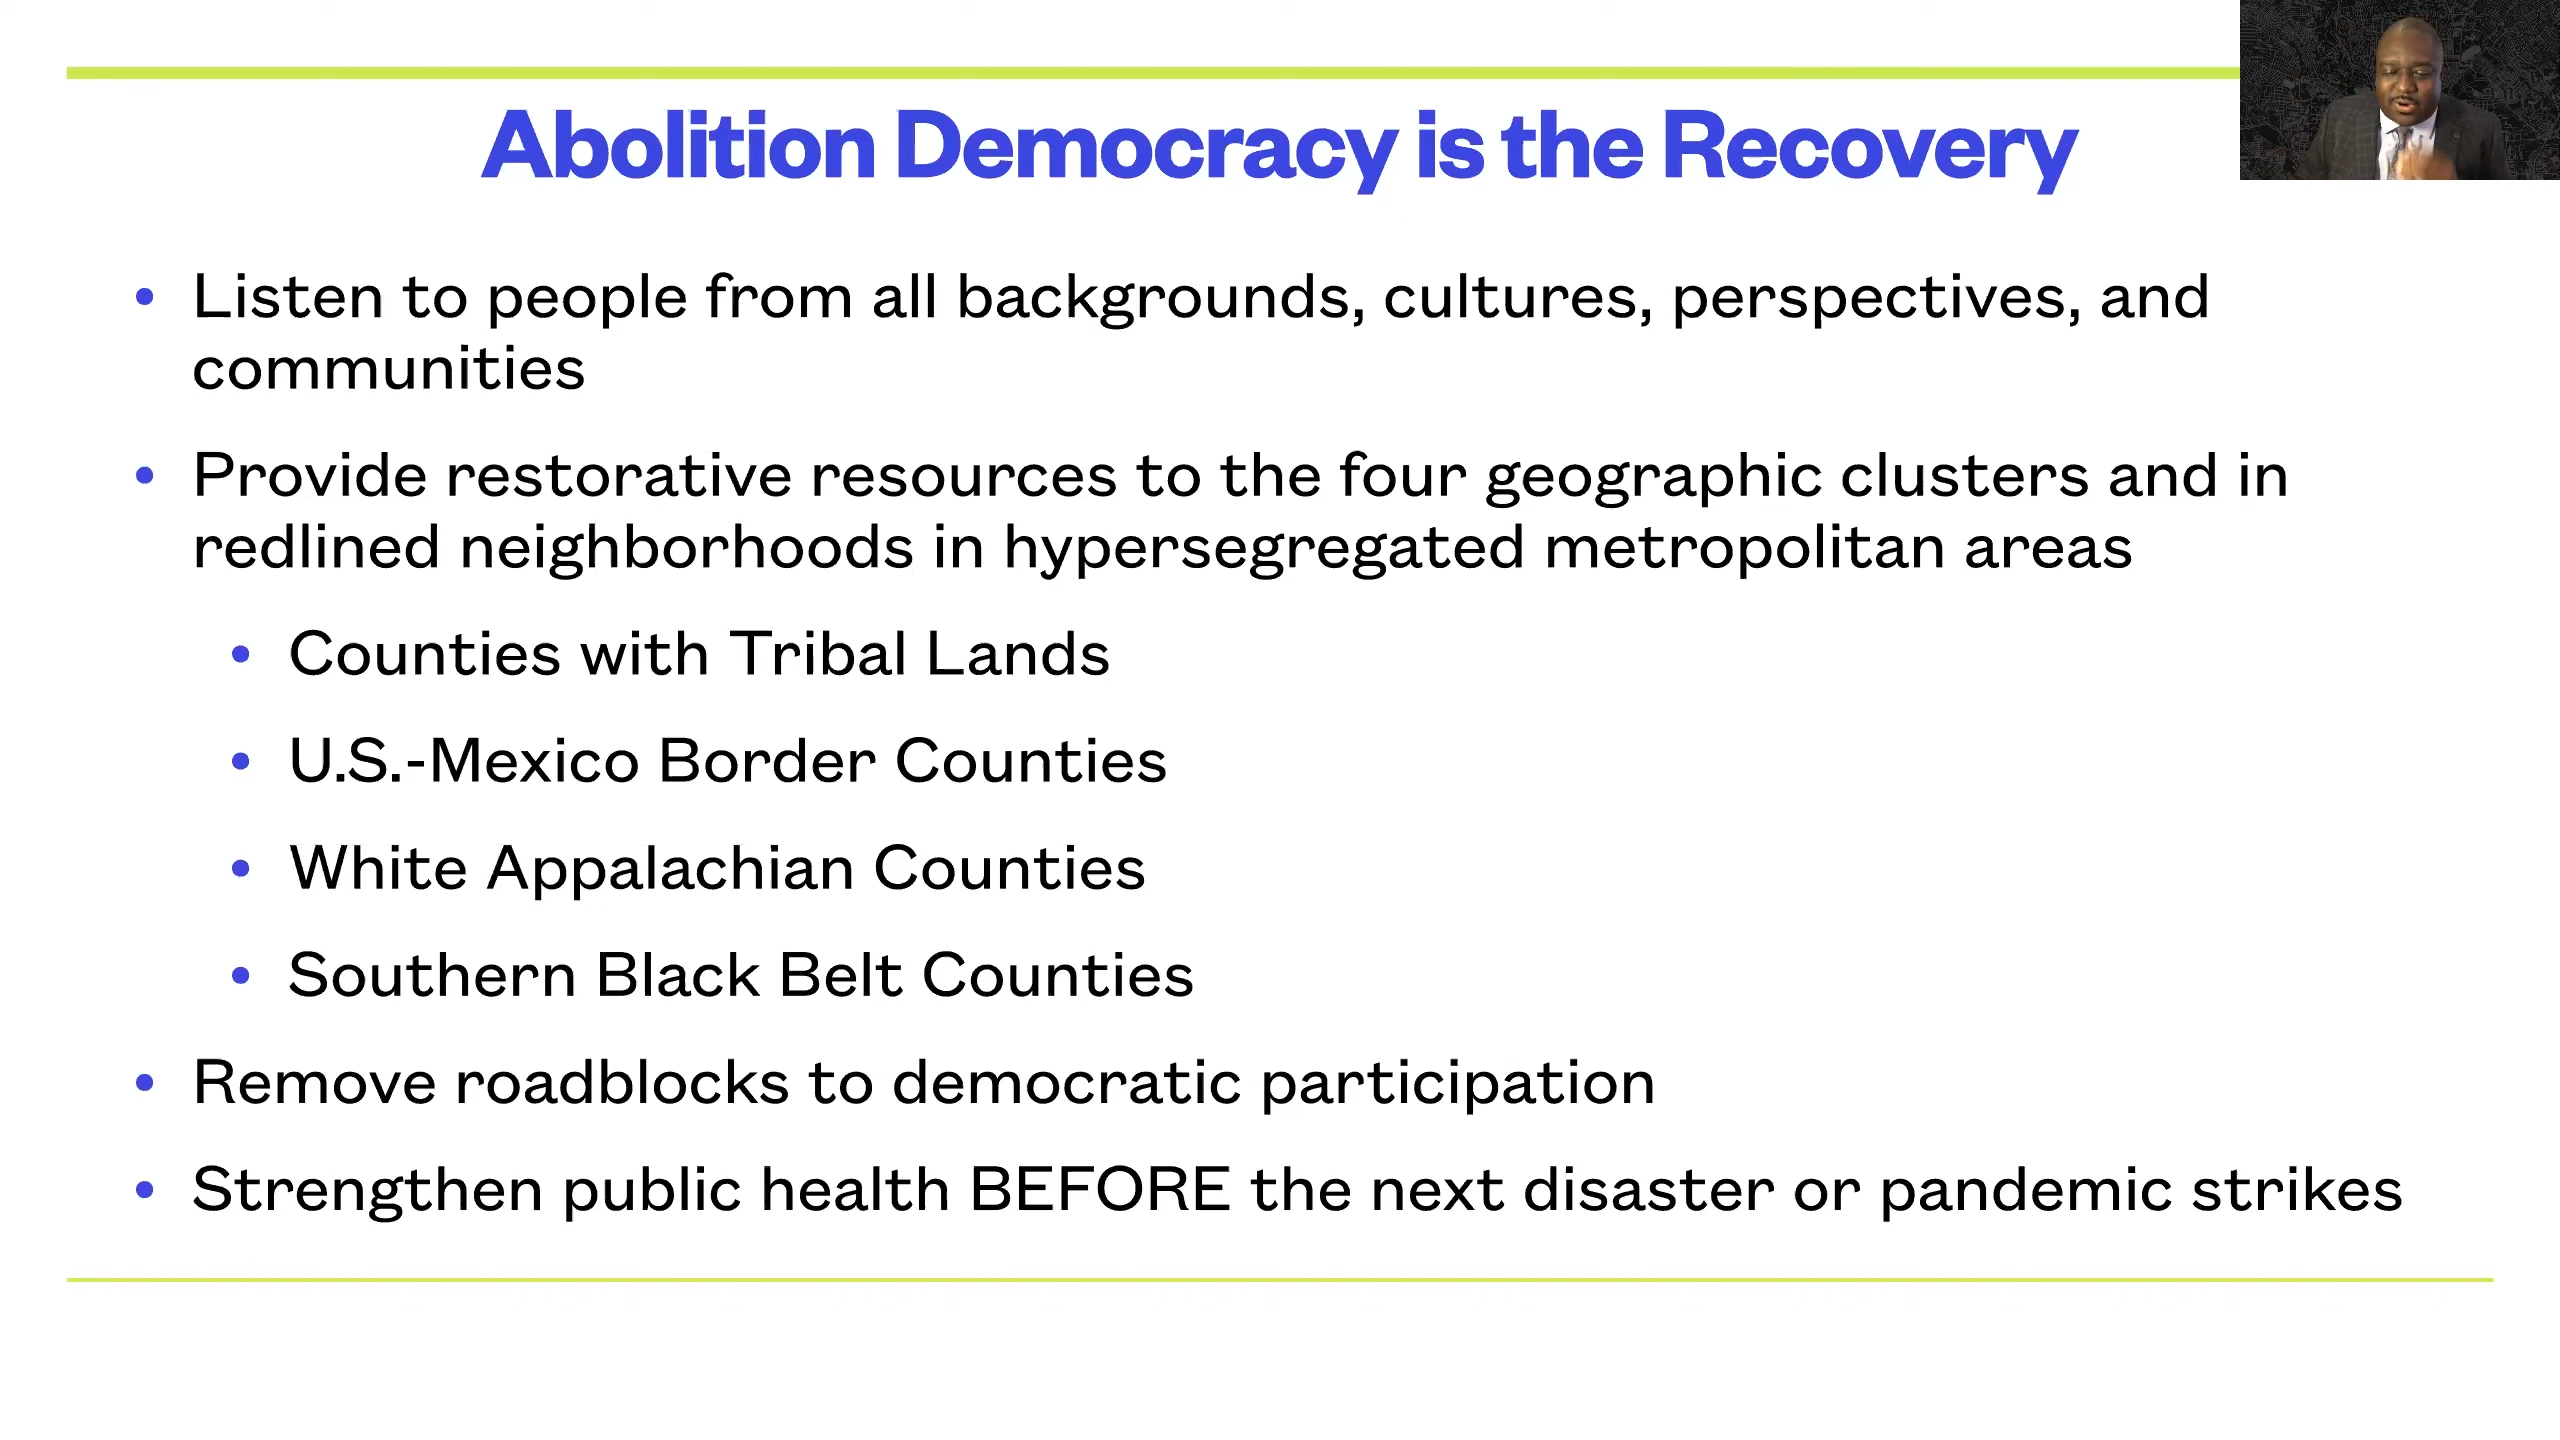 Abolition Democracy is the Recovery
• Listen to people from all backgrounds, cultures, perspectives, and
communities
• Provide restorative resources to the four geographic clusters and in
redlined neighborhoods in hypersegregated metropolitan areas
• Counties with Tribal Lands
• U.S.-Mexico Border Counties
• White Appalachian Counties
• Southern Black Belt Counties
• Remove roadblocks to democratic participation
• Strengthen public health BEFORE the next disaster or pandemic strikes